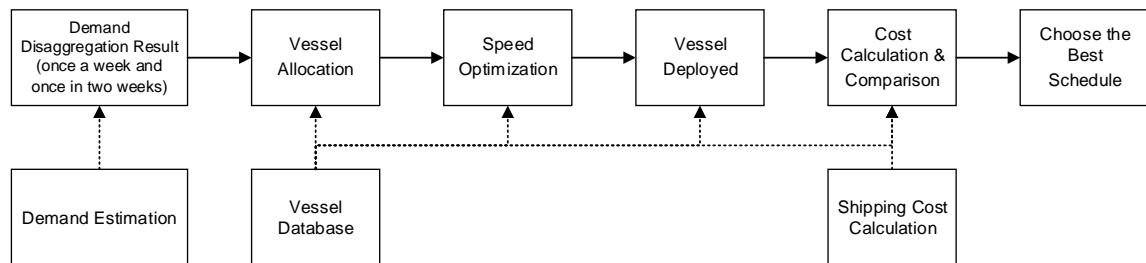 Demand
Disaggregation Result
(once a week and
once in two weeks)
Vessel
Allocation
Speed
Optimization
Vessel
Deployed
Cost
Calculation &
Comparison
Choose the
Best
Schedule
Demand Estimation
Vessel
Database
Shipping Cost
Calculation